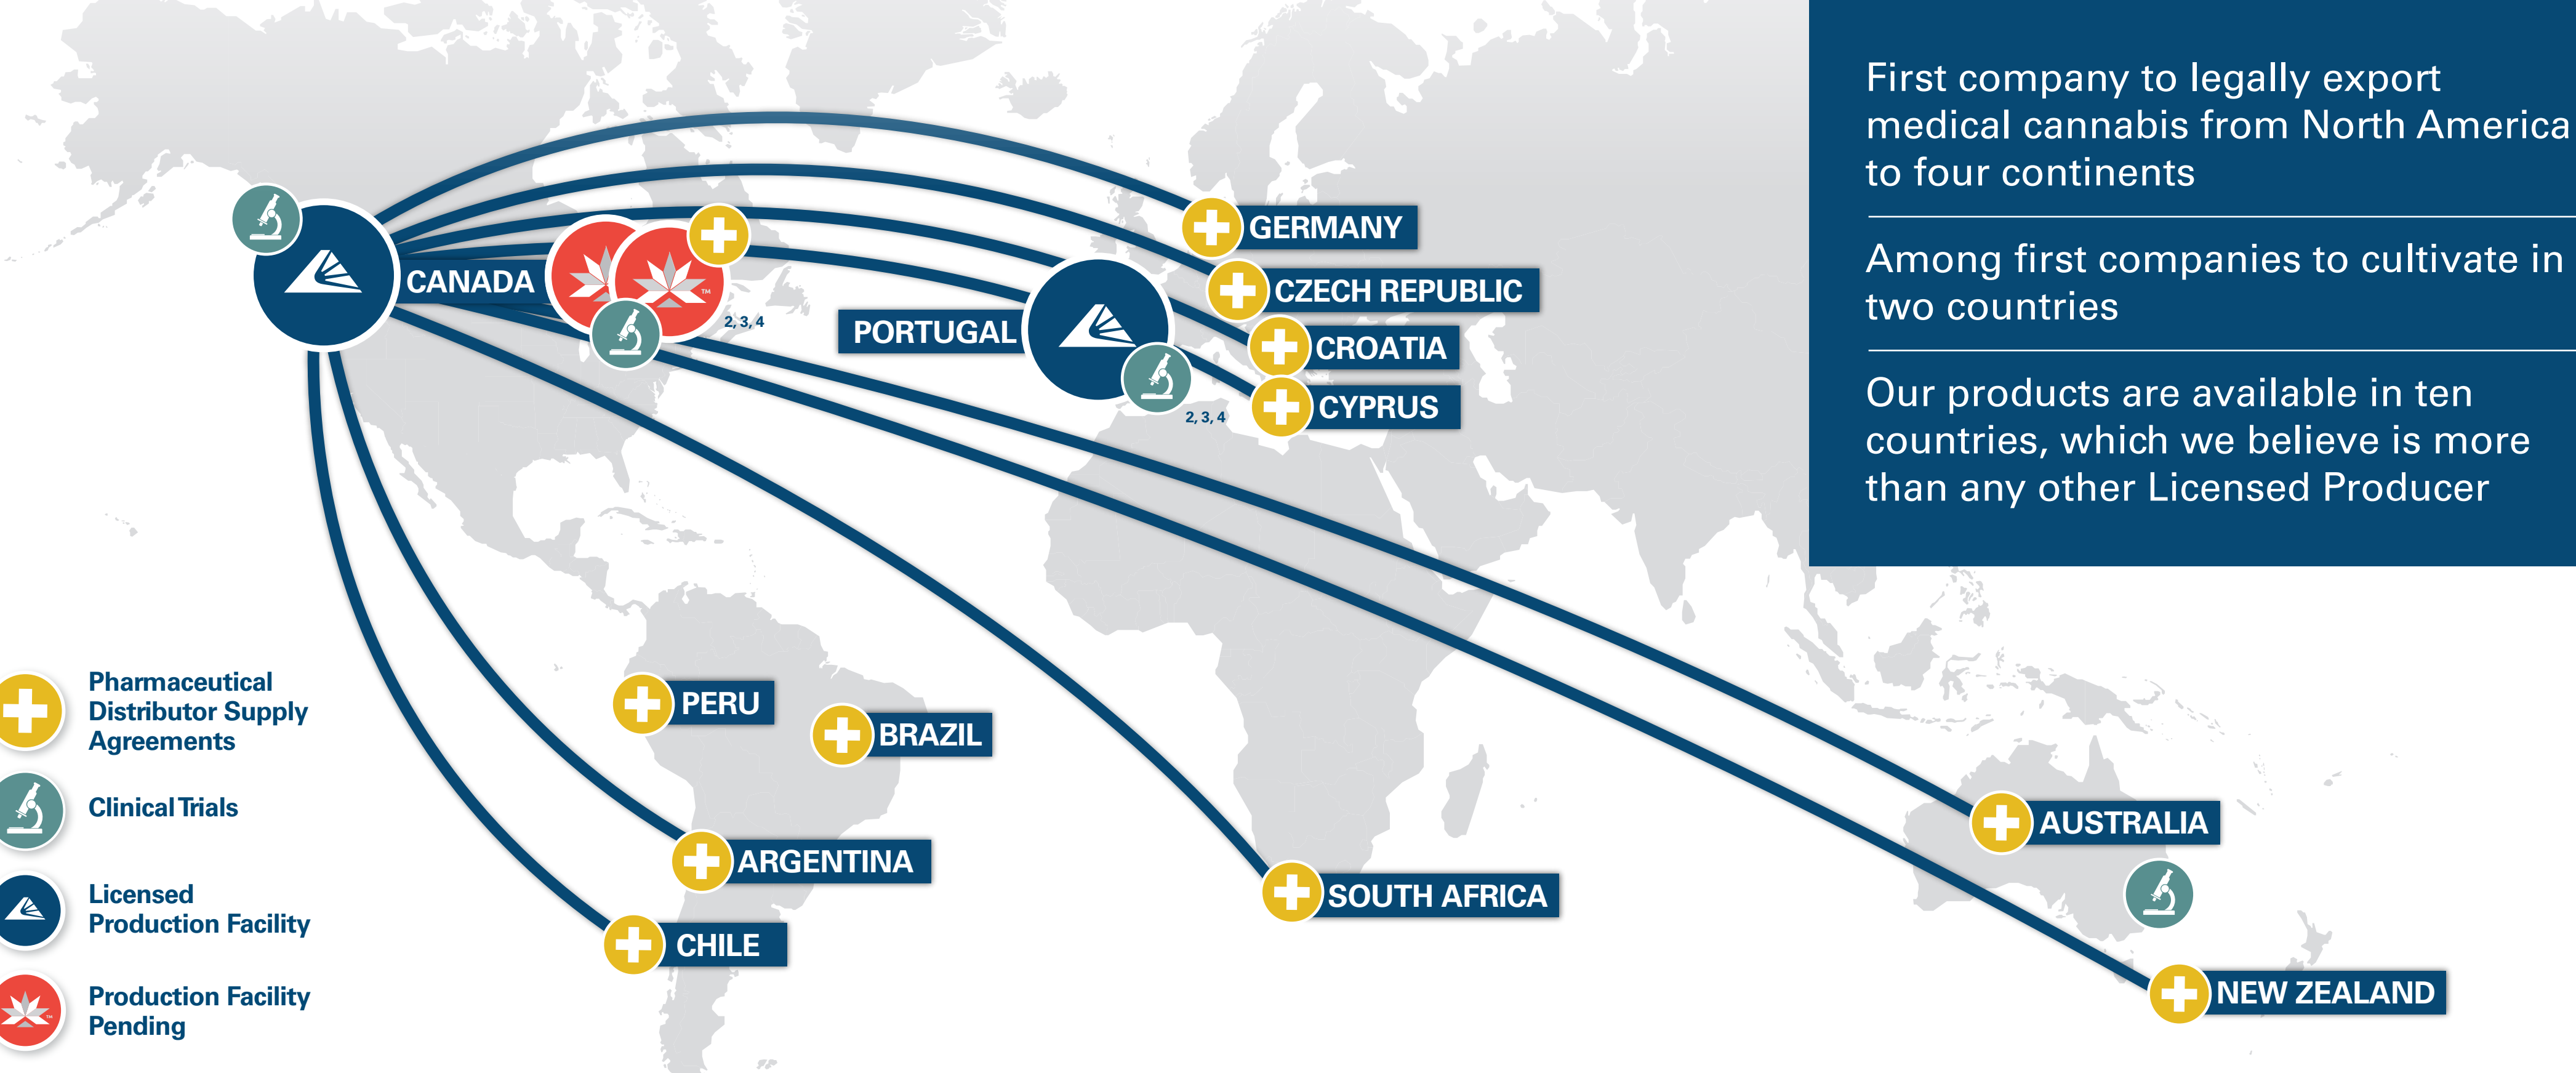 First company to legally export
medical cannabis from North America
to four continents
Among first companies to cultivate in
two countries
Our products are available in ten
countries, which we believe is more
than any other Licensed Producer
GERMANY
CANADA
CZECH REPUBLIC
TM
2, 3, 4
PORTUGAL
CROATIA
CYPRUS
2, 3, 4
PERU
BRAZIL
ARGENTINA
CHILE
SOUTH AFRICA
AUSTRALIA
NEW ZEALAND
Pharmaceutical
Distributor Supply
Agreements
Clinical Trials
Licensed
Production Facility
Production Facility
Pending
TM